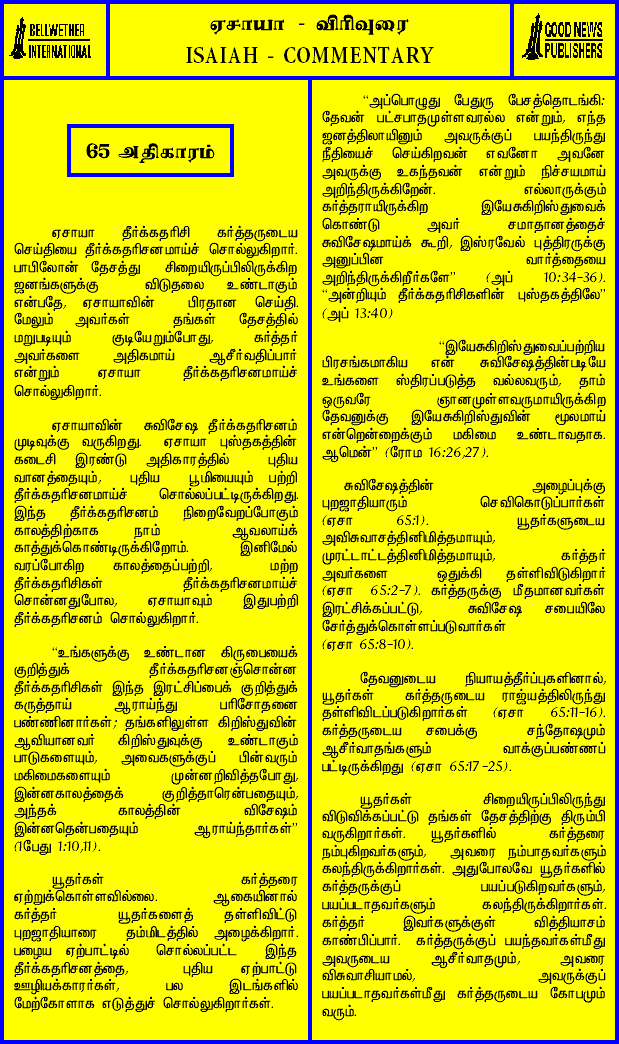 BELLWETHER
INTERNATIONAL
ஏசாயா - விரிவுரை
ISAIAH - COMMENTARY
GOOD NEWS
PUBLISHERS
65 அதிகாரம்
ஏசாயா தீர்க்கதரிசி கர்த்தருடைய
செய்தியை தீர்க்கதரிசனமாய்ச் சொல்லுகிறார்.
பாபிலோன் தேசத்து சிறையிருப்பிலிருக்கிற
ஜனங்களுக்கு விடுதலை உண்டாகும்
என்பதே, ஏசாயாவின் பிரதான செய்தி.
மேலும் அவர்கள் தங்கள் தேசத்தில்
மறுபடியும் குடியேறும்போது, கர்த்தர்
அவர்களை அதிகமாய் ஆசீர்வதிப்பார்
என்றும் ஏசாயா தீர்க்கதரிசனமாய்ச்
சொல்லுகிறார்.
ஏசாயாவின் சுவிசேஷ தீர்க்கதரிசனம்
முடிவுக்கு வருகிறது. ஏசாயா புஸ்தகத்தின்
கடைசி இரண்டு அதிகாரத்தில் புதிய
வானத்தையும், புதிய பூமியையும் பற்றி
தீர்க்கதரிசனமாய்ச் சொல்லப்பட்டிருக்கிறது.
இந்த தீர்க்கதரிசனம் நிறைவேறப்போகும்
காலத்திற்காக நாம் ஆவலாய்க்
காத்துக்கொண்டிருக்கிறோம். இனிமேல்
வரப்போகிற காலத்தைப்பற்றி, மற்ற
தீர்க்கதரிசிகள் தீர்க்கதரிசனமாய்ச்
சொன்னதுபோல, ஏசாயாவும் இதுபற்றி
தீர்க்கதரிசனம் சொல்லுகிறார்.
“உங்களுக்கு உண்டான கிருபையைக்
குறித்துக் தீர்க்கதரிசனஞ்சொன்ன
தீர்க்கதரிசிகள் இந்த இரட்சிப்பைக் குறித்துக்
கருத்தாய் ஆராய்ந்து பரிசோதனை
பண்ணினார்கள்; தங்களிலுள்ள கிறிஸ்துவின்
ஆவியானவர் கிறிஸ்துவுக்கு உண்டாகும்
பாடுகளையும், அவைகளுக்குப் பின்வரும்
மகிமைகளையும் முன்னறிவித்தபோது,
இன்னகாலத்தைக் குறித்தாரென்பதையும்,
அந்தக் காலத்தின் விசேஷம்
இன்னதென்பதையும் ஆராய்ந்தார்கள்”
(1பேது 1:10,11).
யூதர்கள் கர்த்தரை
ஏற்றுக்கொள்ளவில்லை. ஆகையினால்
கர்த்தர் யூதர்களைத் தள்ளிவிட்டு
புறஜாதியாரை தம்மிடத்தில் அழைக்கிறார்.
பழைய ஏற்பாட்டில் சொல்லப்பட்ட இந்த
தீர்க்கதரிசனத்தை, புதிய ஏற்பாட்டு
ஊழியக்காரர்கள், பல இடங்களில்
மேற்கோளாக எடுத்துச் சொல்லுகிறார்கள்.
“அப்பொழுது பேதுரு பேசத்தொடங்கி:
தேவன் பட்சபாதமுள்ளவரல்ல என்றும், எந்த
ஜனத்திலாயினும் அவருக்குப் பயந்திருந்து
நீதியைச் செய்கிறவன் எவனோ அவனே
அவருக்கு உகந்தவன் என்றும் நிச்சயமாய்
அறிந்திருக்கிறேன். எல்லாருக்கும்
கர்த்தராயிருக்கிற இயேசுகிறிஸ்துவைக்
கொண்டு அவர் சமாதானத்தைச்
சுவிசேஷமாய்க் கூறி, இஸ்ரவேல் புத்திரருக்கு
அனுப்பின வார்த்தையை
அறிந்திருக்கிறீர்களே” (அப் 10:34-36).
“அன்றியும் தீர்க்கதரிசிகளின் புஸ்தகத்திலே”
(அப் 13:40)
“இயேசுகிறிஸ்துவைப்பற்றிய
பிரசங்கமாகிய என் சுவிசேஷத்தின்படியே
உங்களை ஸ்திரப்படுத்த வல்லவரும், தாம்
ஒருவரே ஞானமுள்ளவருமாயிருக்கிற
தேவனுக்கு இயேசுகிறிஸ்துவின் மூலமாய்
என்றென்றைக்கும் மகிமை உண்டாவதாக.
ஆமென்” (ரோம 16:26,27).
சுவிசேஷத்தின் அழைப்புக்கு
புறஜாதியாரும் செவிகொடுப்பார்கள்
(ஏசா 65:1). யூதர்களுடைய
அவிசுவாசத்தினிமித்தமாயும்,
முரட்டாட்டத்தினிமித்தமாயும், கர்த்தர்
அவர்களை ஒதுக்கி தள்ளிவிடுகிறார்
(ஏசா 65:2-7). கர்த்தருக்கு மீதமானவர்கள்
இரட்சிக்கப்பட்டு, சுவிசேஷ சபையிலே
சேர்த்துக்கொள்ளப்படுவார்கள்
(ஏசா 65:8-10).
தேவனுடைய நியாயத்தீர்ப்புகளினால்,
யூதர்கள் கர்த்தருடைய ராஜ்யத்திலிருந்து
தள்ளிவிடப்படுகிறார்கள் (ஏசா 65:11-16).
கர்த்தருடைய சபைக்கு சந்தோஷமும்
ஆசீர்வாதங்களும் வாக்குப்பண்ணப்
பட்டிருக்கிறது (ஏசா 65:17-25).
யூதர்கள் சிறையிருப்பிலிருந்து
விடுவிக்கப்பட்டு தங்கள் தேசத்திற்கு திரும்பி
வருகிறார்கள். யூதர்களில் கர்த்தரை
நம்புகிறவர்களும், அவரை நம்பாதவர்களும்
கலந்திருக்கிறார்கள். அதுபோலவே யூதர்களில்
கர்த்தருக்குப் பயப்படுகிறவர்களும்,
பயப்படாதவர்களும் கலந்திருக்கிறார்கள்.
கர்த்தர் இவர்களுக்குள் வித்தியாசம்
காண்பிப்பார். கர்த்தருக்குப் பயந்தவர்கள்மீது
அவருடைய ஆசீர்வாதமும், அவரை
விசுவாசியாமல், அவருக்குப்
பயப்படாதவர்கள்மீது கர்த்தருடைய கோபமும்
வரும்.